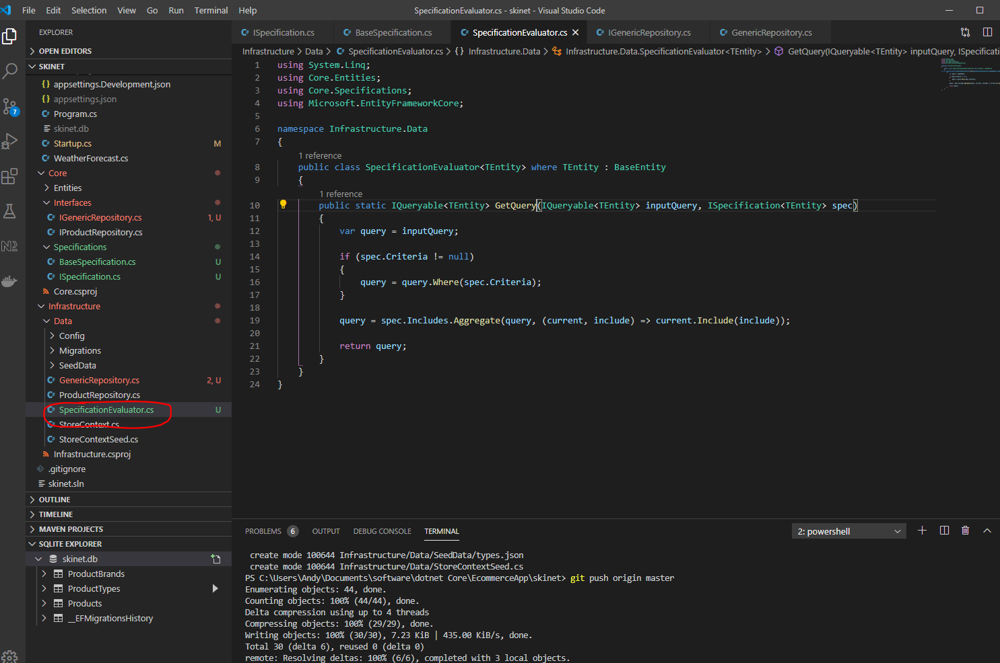 File Edit Selection View Go Run Terminal Help SpecificationEvaluator.cs - skinet - Visual Studio Code
EXPLORER
OPEN EDITORS
SKINET
appsettings.Development.json
appsettings.json
Program.cs
skinet.db
Startup.cs M
WeatherForecast.cs
Core
Entities
Interfaces
IGenericRepository.cs 1, U
IProductRepository.cs
Specifications
BaseSpecification.cs U
ISpecification.cs U
Core.csproj
Infrastructure
Data
Config
Migrations
SeedData
GenericRepository.cs 2, U
ProductRepository.cs
SpecificationEvaluator.cs U
StoreContext.cs
StoreContextSeed.cs
Infrastructure.csproj
.gitignore
skinet.sln
OUTLINE
TIMELINE
MAVEN PROJECTS
SQLITE EXPLORER
skinet.db
ProductBrands
ProductTypes
Products
__EFMigrationsHistory
7
N2
ISpecification.cs BaseSpecification.cs SpecificationEvaluator.cs IGenericRepository.cs GenericRepository.cs
Infrastructure > Data > SpecificationEvaluator.cs > {} Infrastructure.Data > Infrastructure.Data.SpecificationEvaluator<TEntity> > GetQuery(IQueryable<TEntity> inputQuery, ISpecificati
1 using System.Linq;
2 using Core.Entities;
3 using Core.Specifications;
4 using Microsoft.EntityFrameworkCore;
5
6 namespace Infrastructure.Data
7 {
1 reference
8 public class SpecificationEvaluator<TEntity> where TEntity : BaseEntity
9 {
1 reference
10 public static IQueryable<TEntity> GetQuery(IQueryable<TEntity> inputQuery, ISpecification<TEntity> spec)
11 {
12 var query = inputQuery;
13
14 if (spec.Criteria != null)
15 {
16 query = query.Where(spec.Criteria);
17 }
18
19 query = spec.Includes.Aggregate(query, (current, include) => current.Include(include));
20
21 return query;
22 }
23 }
24 }
PROBLEMS 6 OUTPUT DEBUG CONSOLE TERMINAL 2: powershell
create mode 100644 Infrastructure/Data/SeedData/types.json
create mode 100644 Infrastructure/Data/StoreContextSeed.cs
PS C:\Users\Andy\Documents\software\dotnet Core\EcommerceApp\skinet> git push origin master
Enumerating objects: 44, done.
Counting objects: 100% (44/44), done.
Delta compression using up to 4 threads
Compressing objects: 100% (29/29), done.
Writing objects: 100% (30/30), 7.23 KiB | 435.00 KiB/s, done.
Total 30 (delta 6), reused 0 (delta 0)
remote: Resolving deltas: 100% (6/6), completed with 3 local objects.